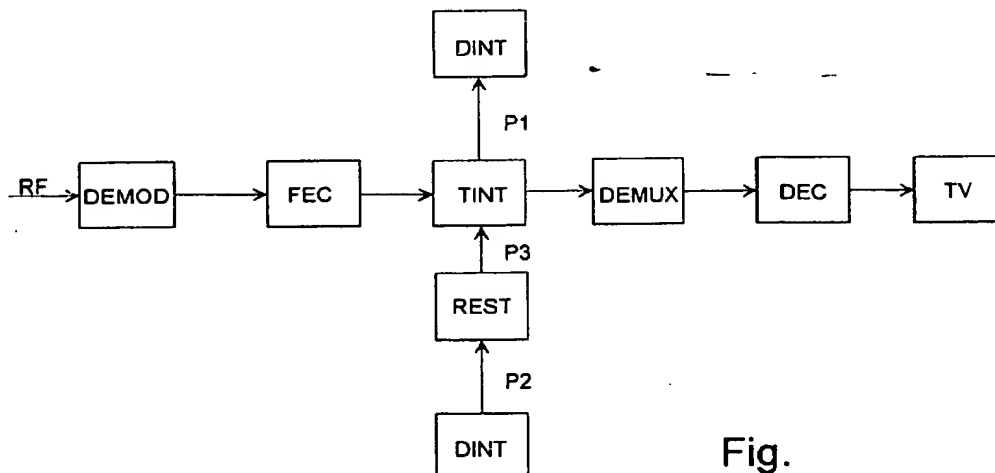 DINT
P1
RF
DEMOD
FEC
TINT
DEMUX
DEC
TV
P3
REST
P2
DINT
Fig.